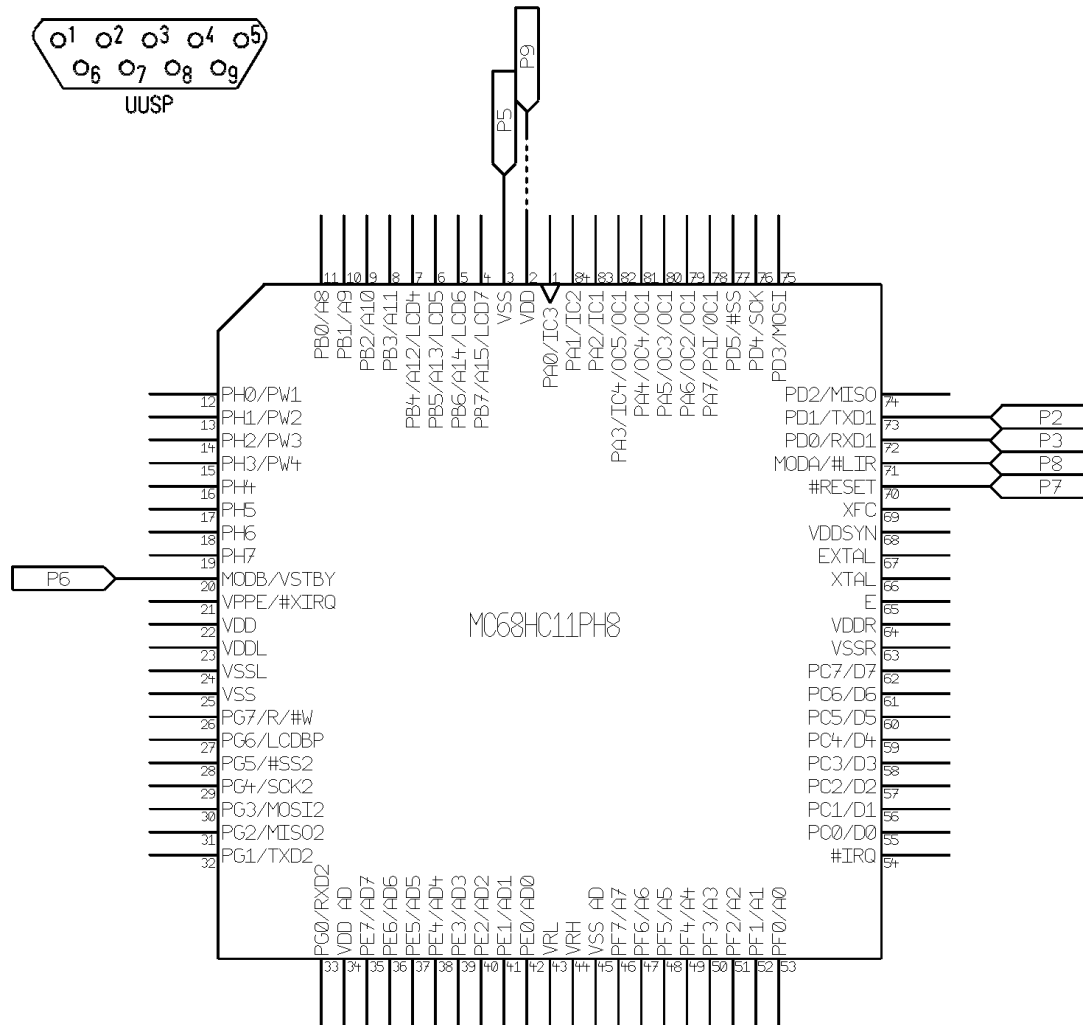 1 2 3 4 5
6 7 8 9
UUSP
P9
P5
11 10 9 8 7 6 5 4 3 2 1 84 83 82 81 80 79 78 77 76 75
PB0/A8
PB1/A9
PB2/A10
PB3/A11
PB4/A12/LCD4
PB5/A13/LCD5
PB6/A14/LCD6
PB7/A15/LCD7
VSS
VDD
PA0/IC3
PA1/IC2
PA2/IC1
PA3/IC4/OC5/OC1
PA4/OC4/OC1
PA5/OC3/OC1
PA6/OC2/OC1
PA7/PAI/OC1
PD5/#SS
PD4/SCK
PD3/MOSI
12 PH0/PW1
13 PH1/PW2
14 PH2/PW3
15 PH3/PW4
16 PH4
17 PH5
18 PH6
19 PH7
P6
20 MODB/VSTBY
21 VPPE/#XIRQ
22 VDD
23 VDDL
24 VSSL
25 VSS
26 PG7/R/#W
27 PG6/LCDBP
28 PG5/#SS2
29 PG4/SCK2
30 PG3/MOSI2
31 PG2/MISO2
32 PG1/TXD2
MC68HC11PH8
PD2/MISO 74
PD1/TXD1 73 P2
PD0/RXD1 72 P3
MODA/#LIR 71 P8
#RESET 70 P7
XFC 69
VDDSYN 68
EXTAL 67
XTAL 66
E 65
VDDR 64
VSSR 63
PC7/D7 62
PC6/D6 61
PC5/D5 60
PC4/D4 59
PC3/D3 58
PC2/D2 57
PC1/D1 56
PC0/D0 55
#IRQ 54
PG0/RXD2
VDD AD
PE7/AD7
PE6/AD6
PE5/AD5
PE4/AD4
PE3/AD3
PE2/AD2
PE1/AD1
PE0/AD0
VRL
VRH
VSS AD
PF7/A7
PF6/A6
PF5/A5
PF4/A4
PF3/A3
PF2/A2
PF1/A1
PF0/A0
33 34 35 36 37 38 39 40 41 42 43 44 45 46 47 48 49 50 51 52 53